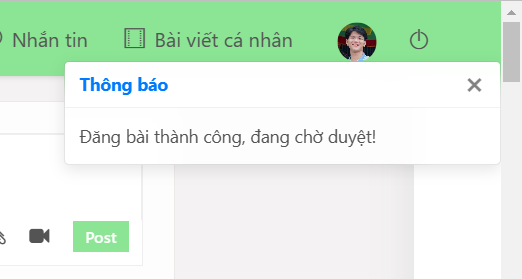 Nhắn tin
Bài viết cá nhân
Thông báo
Đăng bài thành công, đang chờ duyệt!
Post